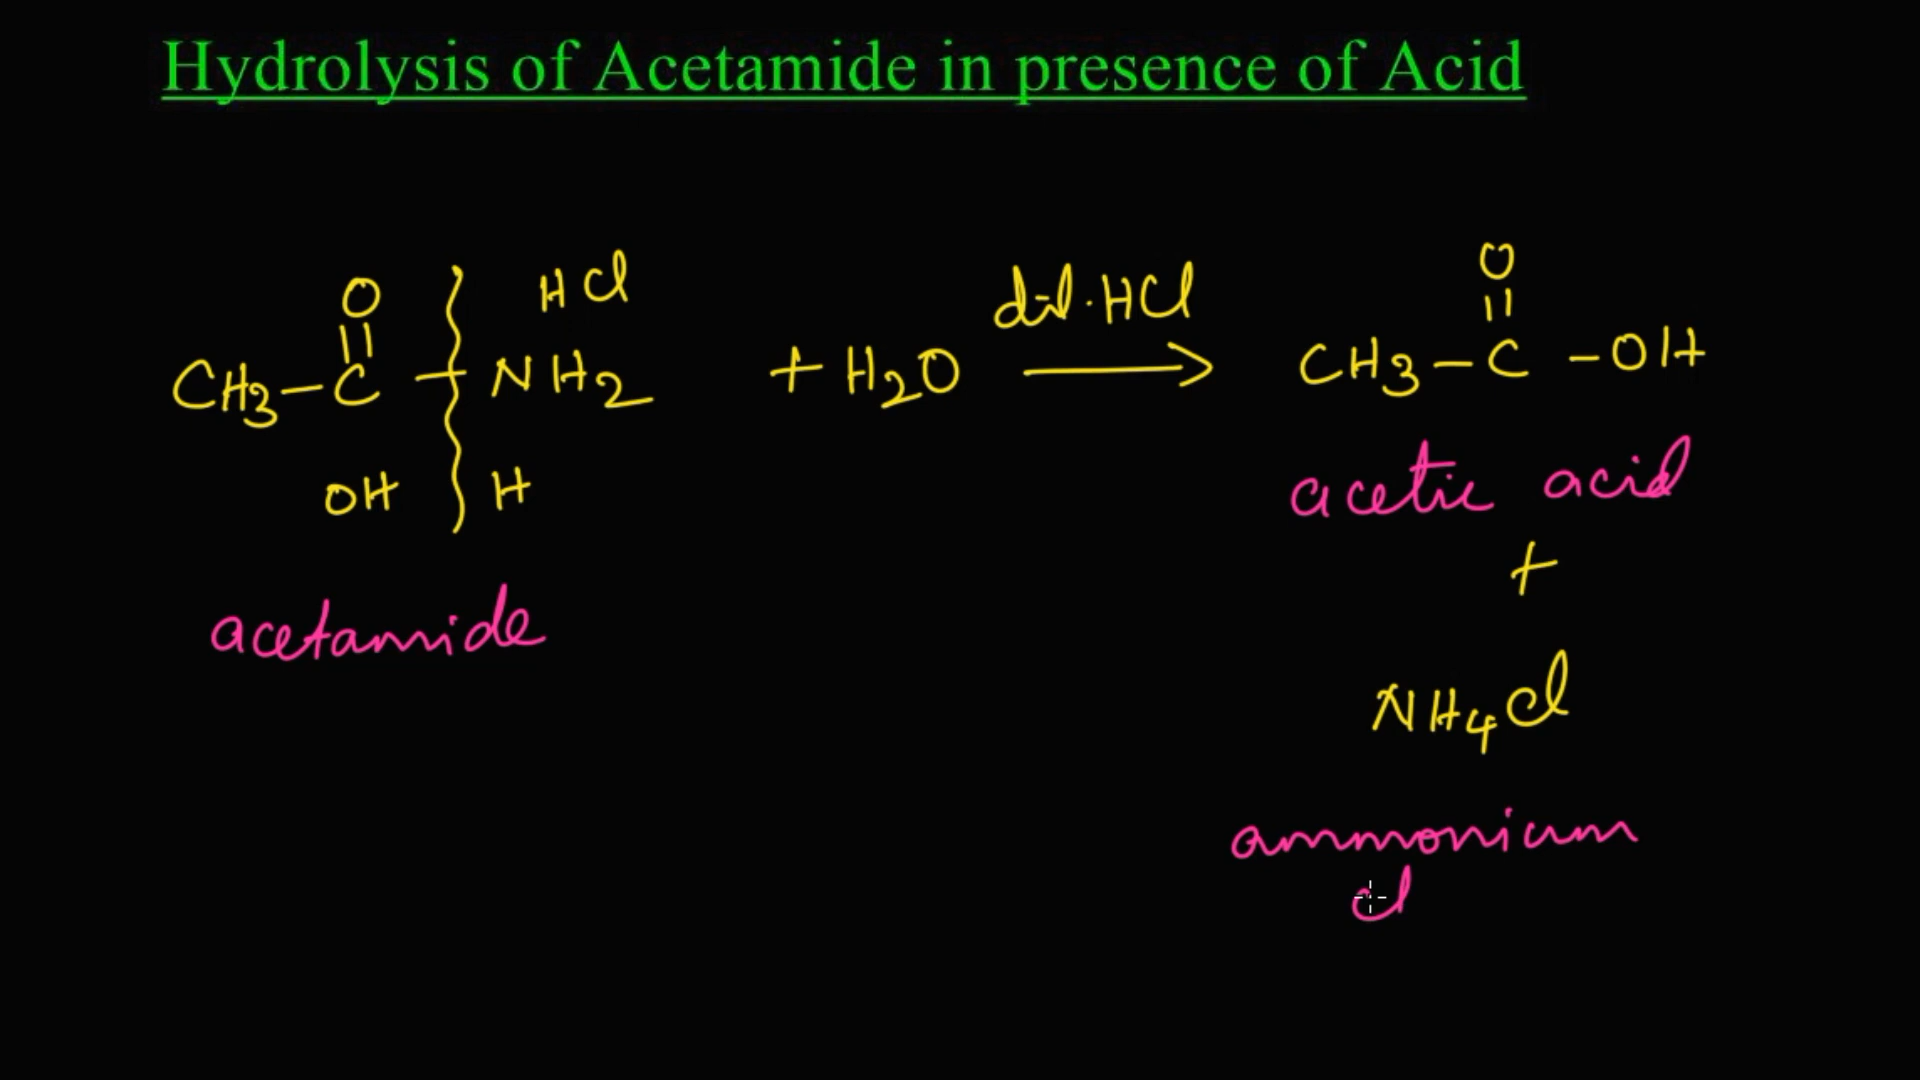 Hydrolysis of Acetamide in presence of Acid
O HCl
CH3-C-NH2 + H2O dil.HCl → CH3-C-OH
O
OH H
acetamide
acetic acid
+
NH4Cl
ammonium
cl